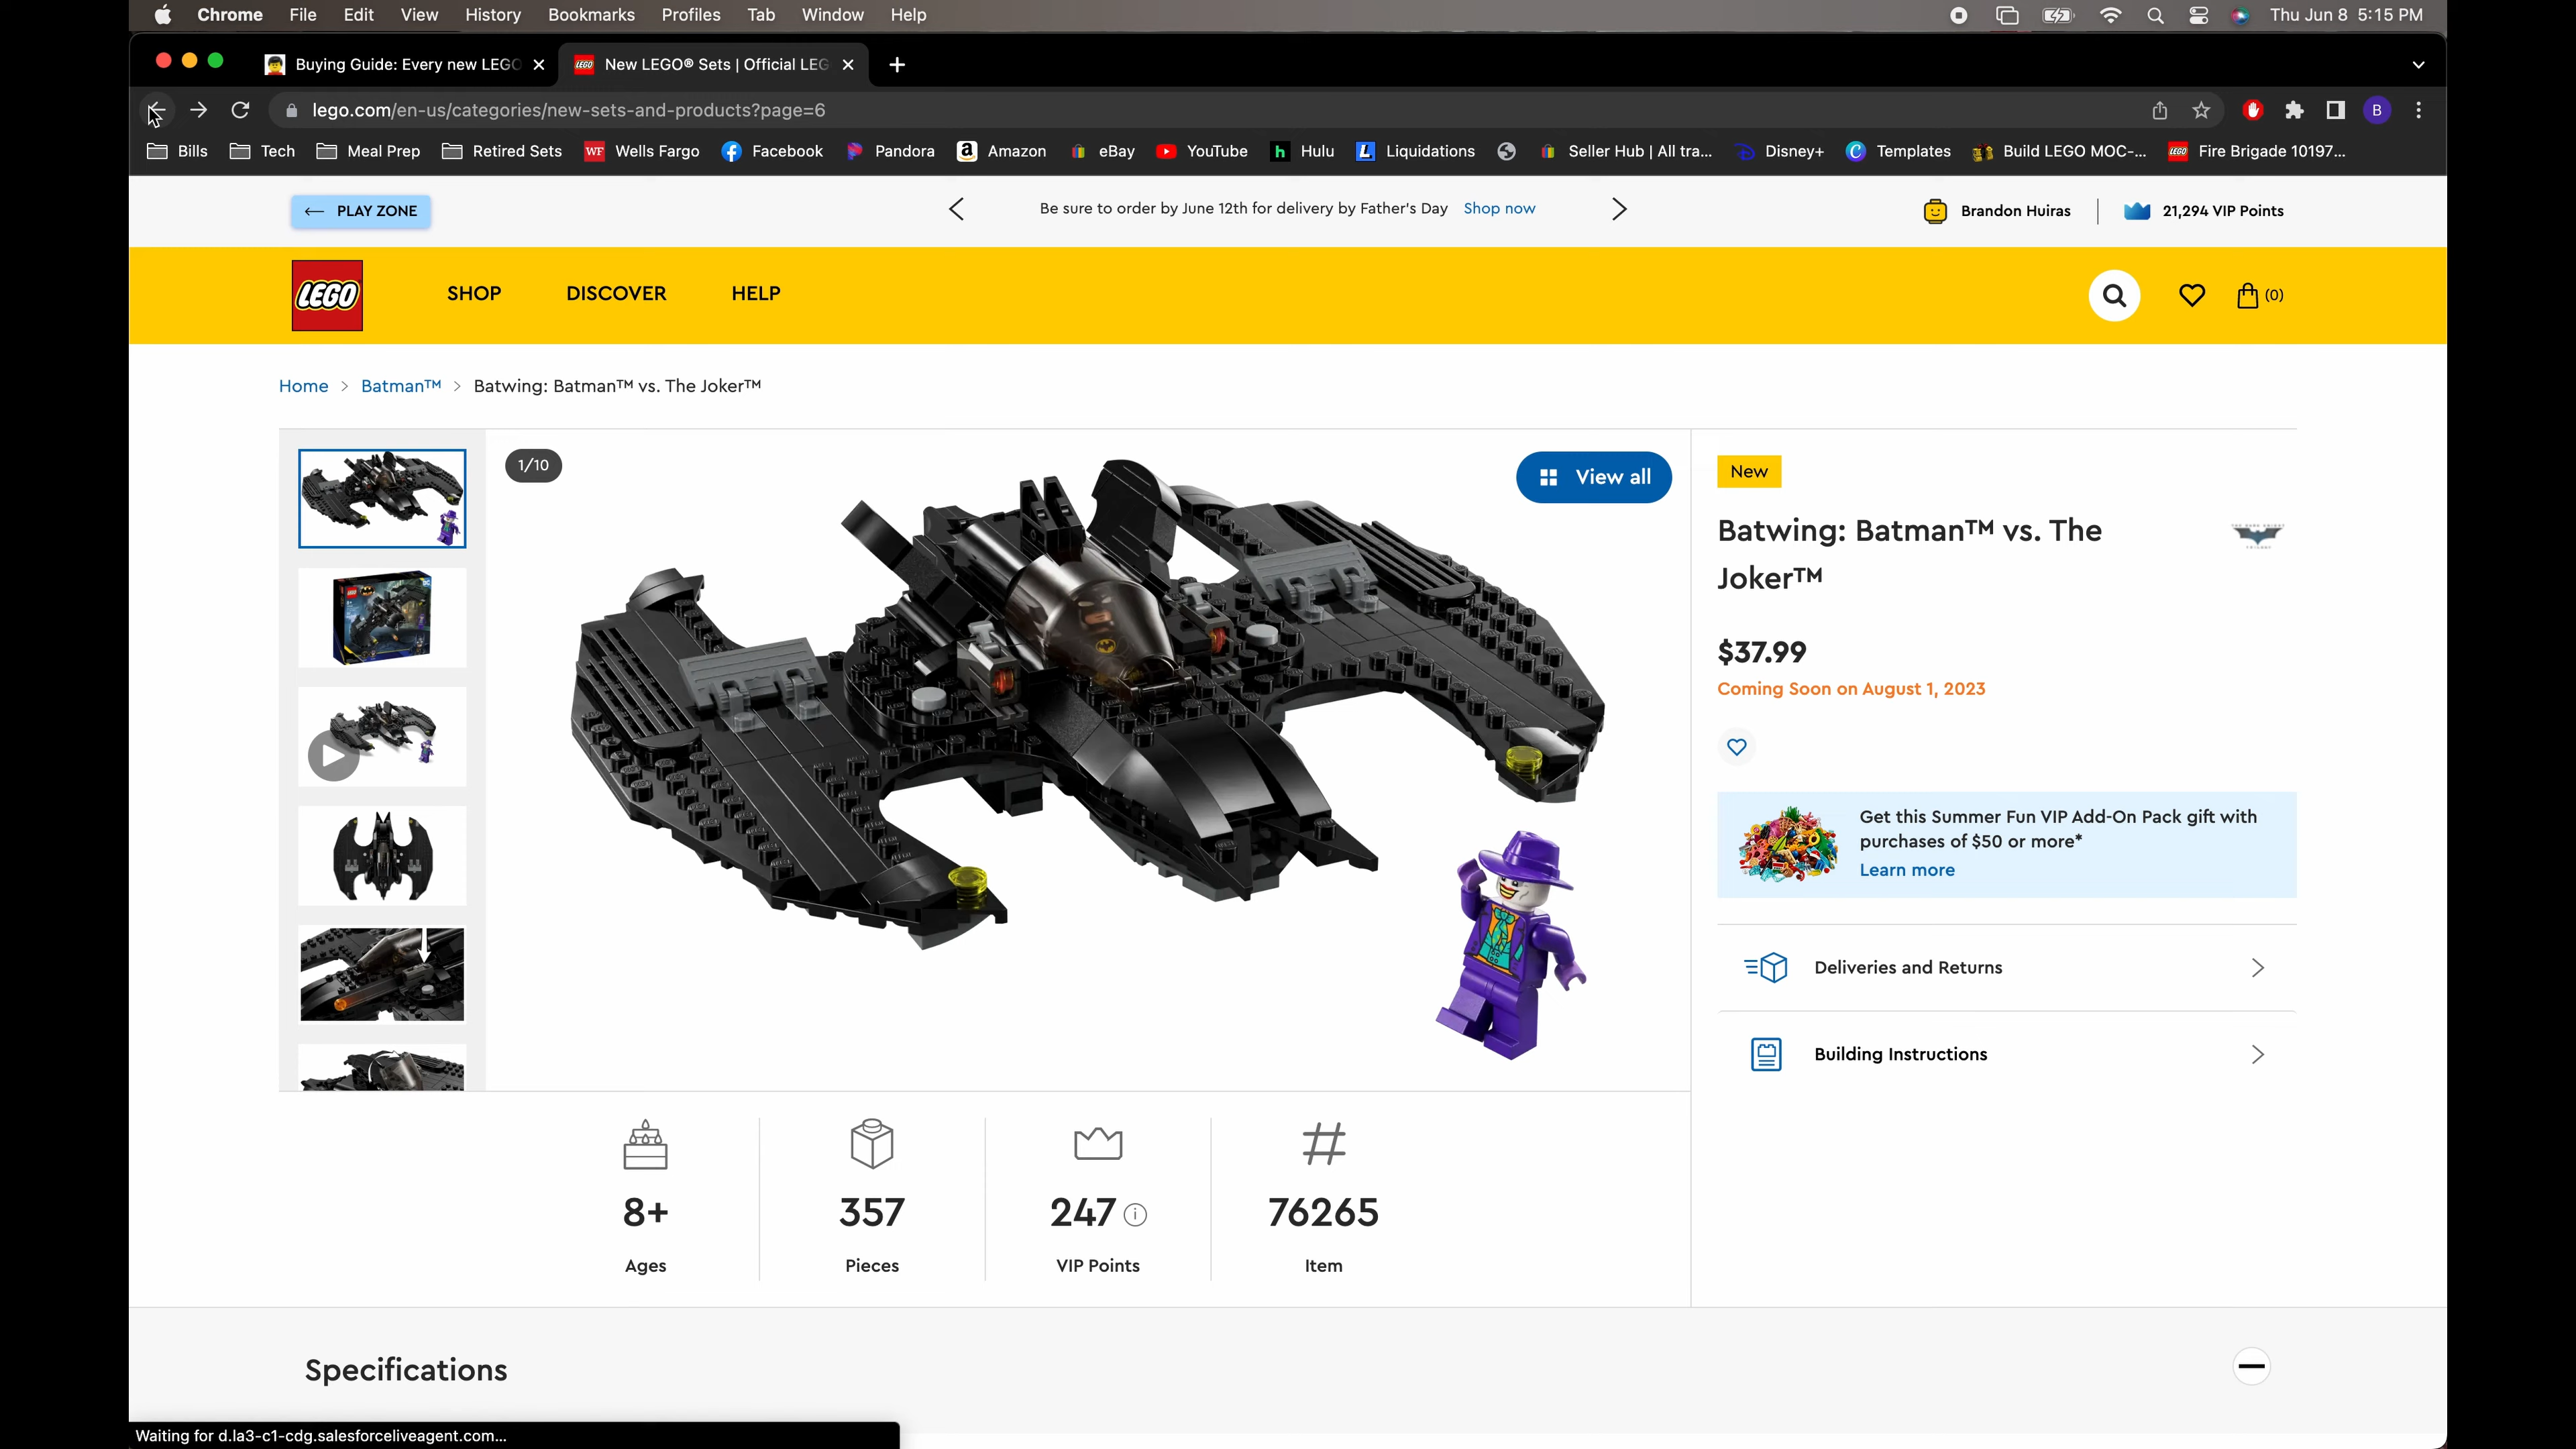 Chrome File Edit View History Bookmarks Profiles Tab Window Help
Thu Jun 8 5:15 PM
Buying Guide: Every new LEGO
LEGO New LEGO® Sets | Official LEG
lego.com/en-us/categories/new-sets-and-products?page=6
B
Bills Tech Meal Prep Retired Sets WF Wells Fargo Facebook Pandora a Amazon eBay YouTube h Hulu L Liquidations Seller Hub | All tra... Disney+ C Templates Build LEGO MOC-... LEGO Fire Brigade 10197...
PLAY ZONE
Be sure to order by June 12th for delivery by Father's Day Shop now
Brandon Huiras 21,294 VIP Points
LEGO
SHOP DISCOVER HELP
(0)
Home > Batman™ > Batwing: Batman™ vs. The Joker™
1/10
View all
New
Batwing: Batman™ vs. The
Joker™
$37.99
Coming Soon on August 1, 2023
Get this Summer Fun VIP Add-On Pack gift with
purchases of $50 or more*
Learn more
Deliveries and Returns
Building Instructions
8+
Ages
357
Pieces
247
VIP Points
#
76265
Item
Specifications
Waiting for d.la3-c1-cdg.salesforceliveagent.com...